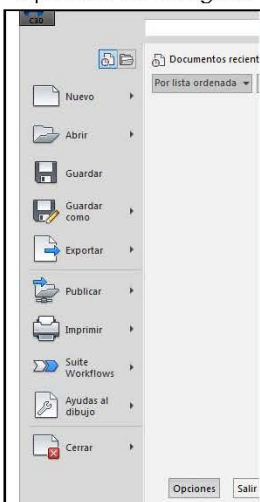 C3D
Documentos recient
Por lista ordenada
Nuevo
Abrir
Guardar
Guardar
como
Exportar
Publicar
Imprimir
Suite
Workflows
Ayudas al
dibujo
Cerrar
Opciones
Salir